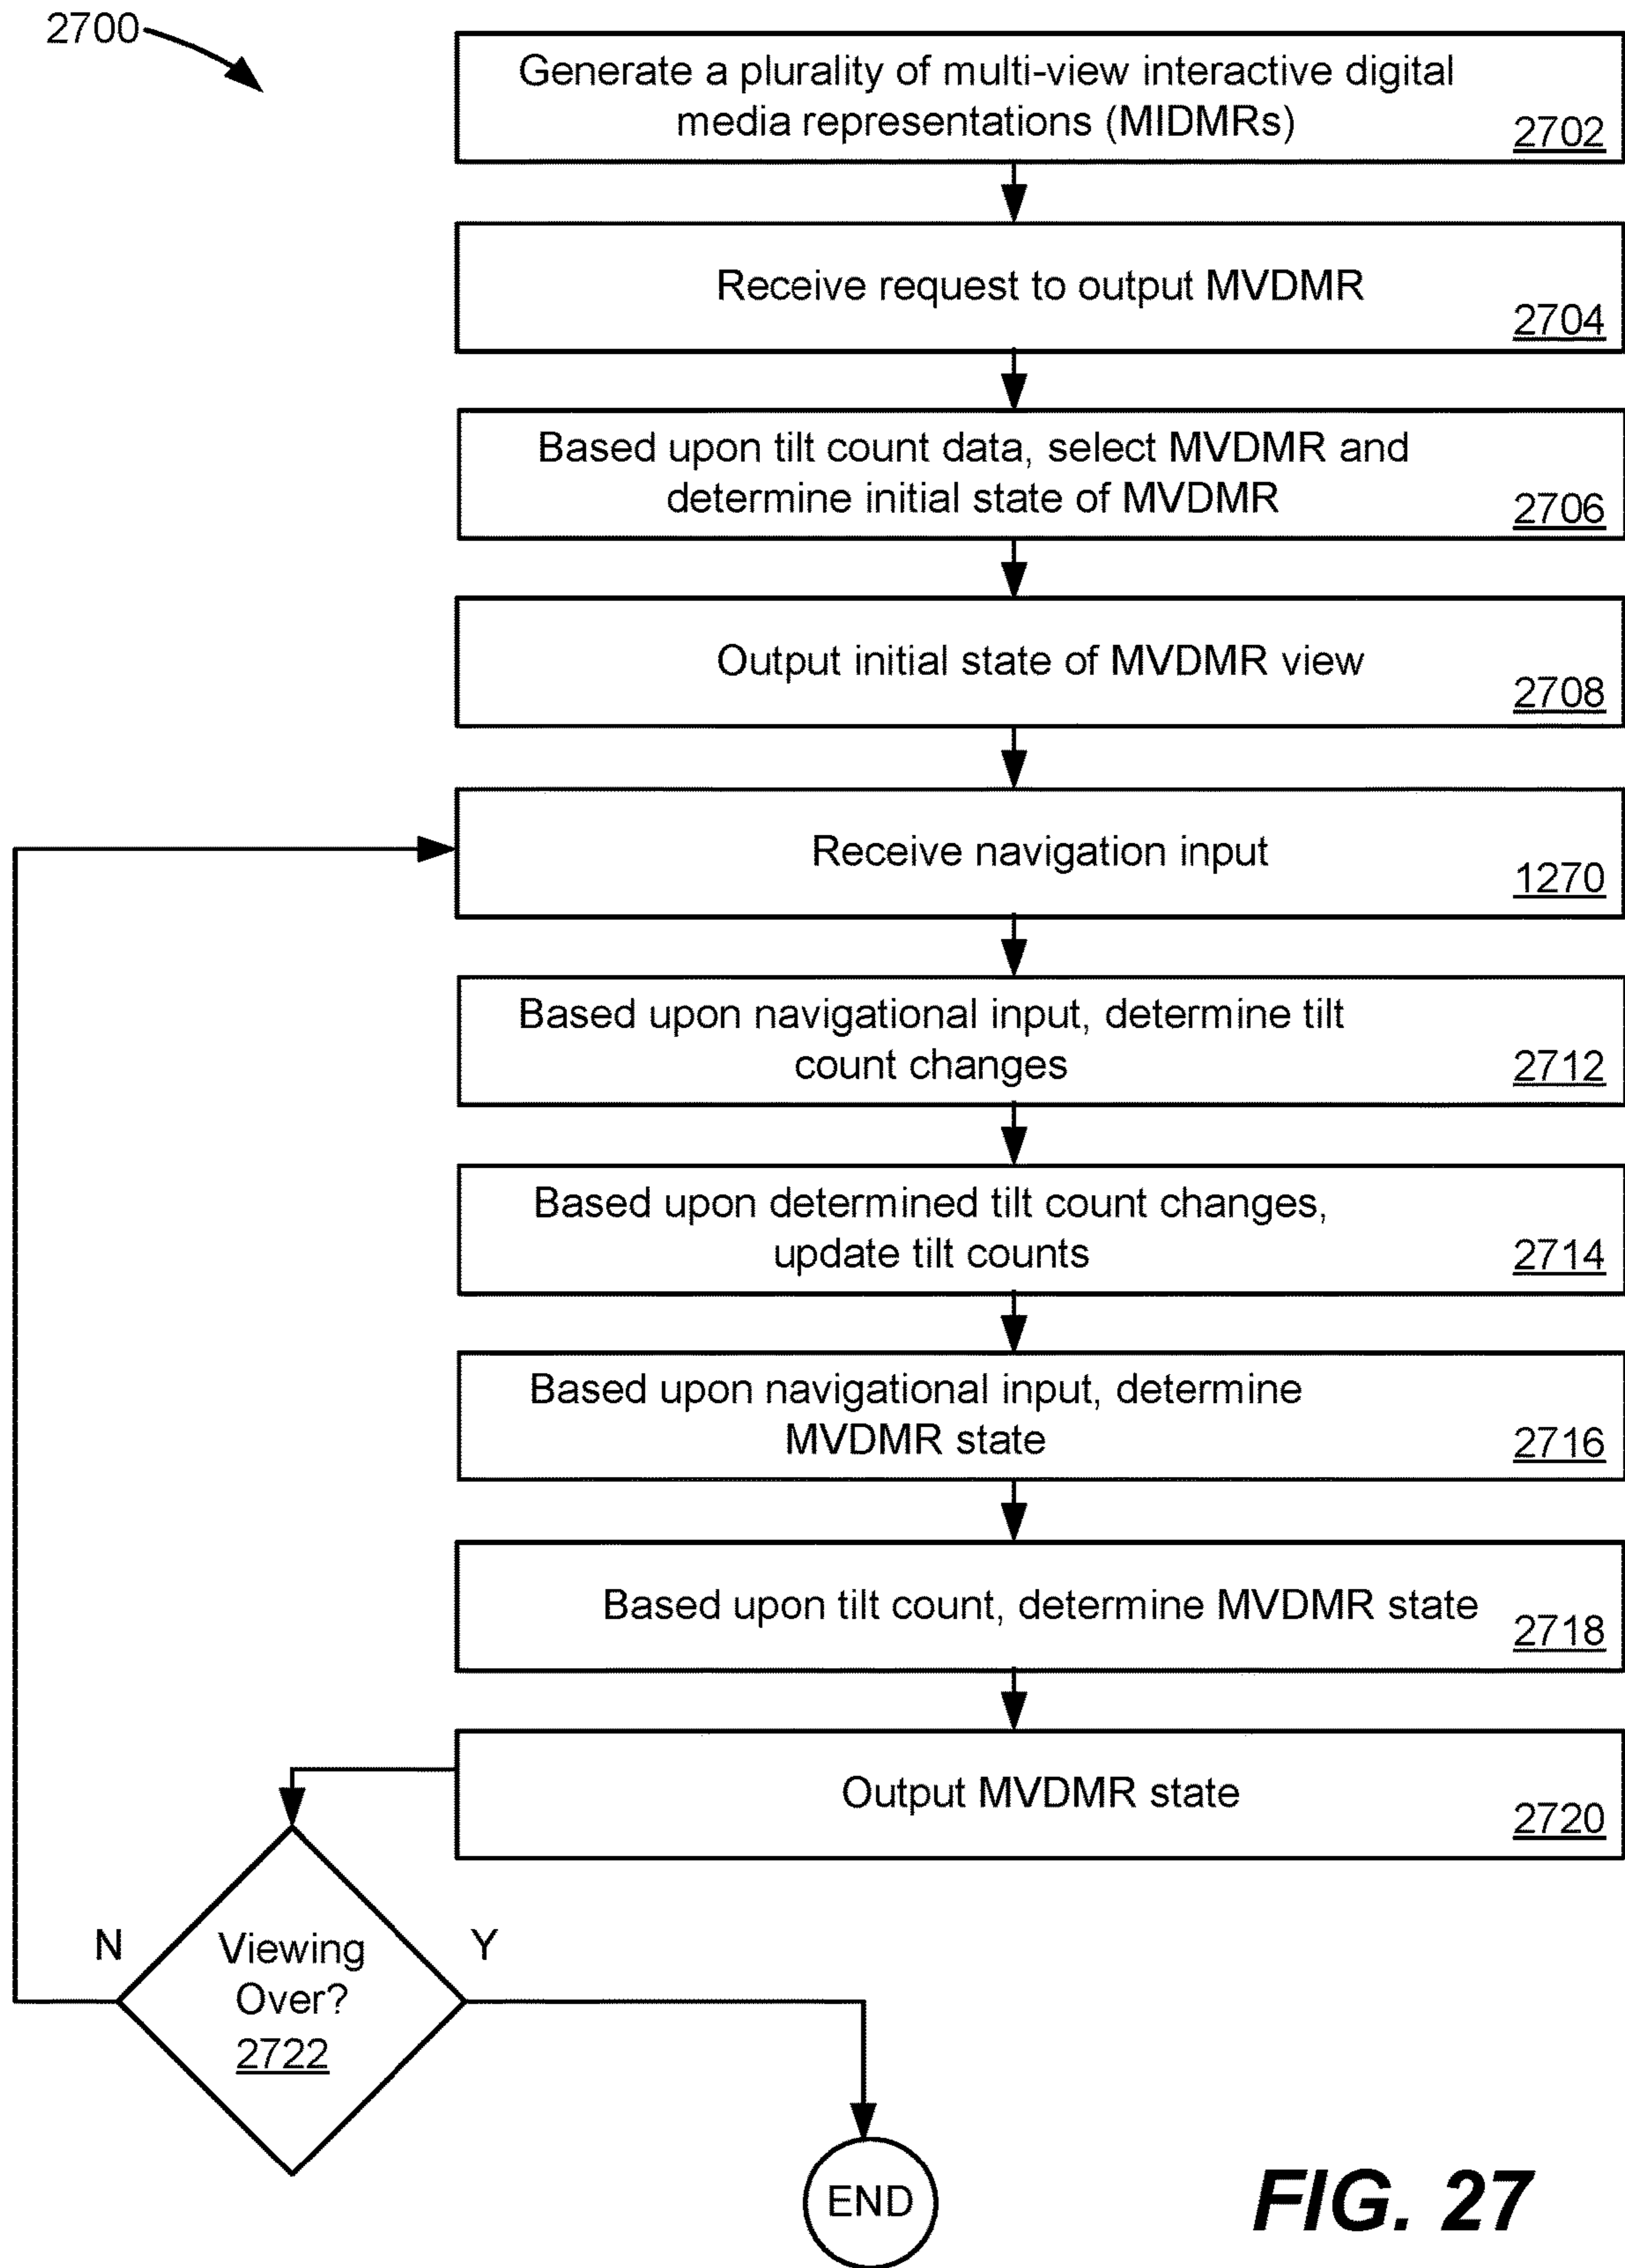 2700
Generate a plurality of multi-view interactive digital
media representations (MIDMRs)
2702
Receive request to output MVDMR
2704
Based upon tilt count data, select MVDMR and
determine initial state of MVDMR
2706
Output initial state of MVDMR view
2708
Receive navigation input
1270
Based upon navigational input, determine tilt
count changes
2712
Based upon determined tilt count changes,
update tilt counts
2714
Based upon navigational input, determine
MVDMR state
2716
Based upon tilt count, determine MVDMR state
2718
Output MVDMR state
2720
N
Viewing
Over?
2722
Y
END
FIG. 27